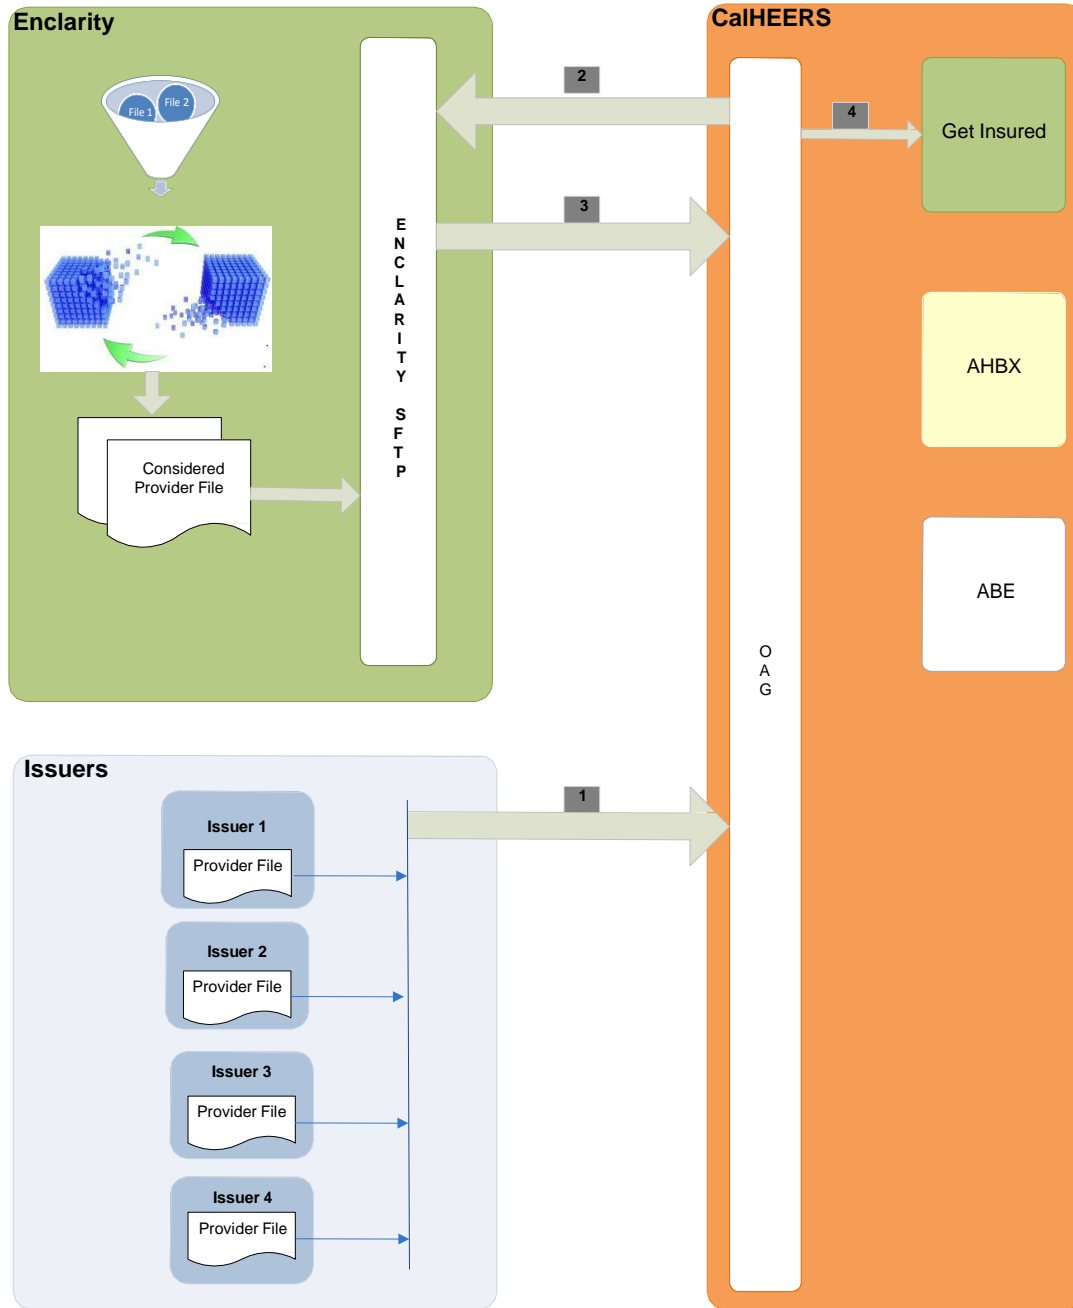 Enclarity
File 1
File 2
Considered
Provider File
E
N
C
L
A
R
I
T
Y
S
F
T
P
2
3
CalHEERS
4
Get Insured
AHBX
ABE
O
A
G
Issuers
1
Issuer 1
Provider File
Issuer 2
Provider File
Issuer 3
Provider File
Issuer 4
Provider File